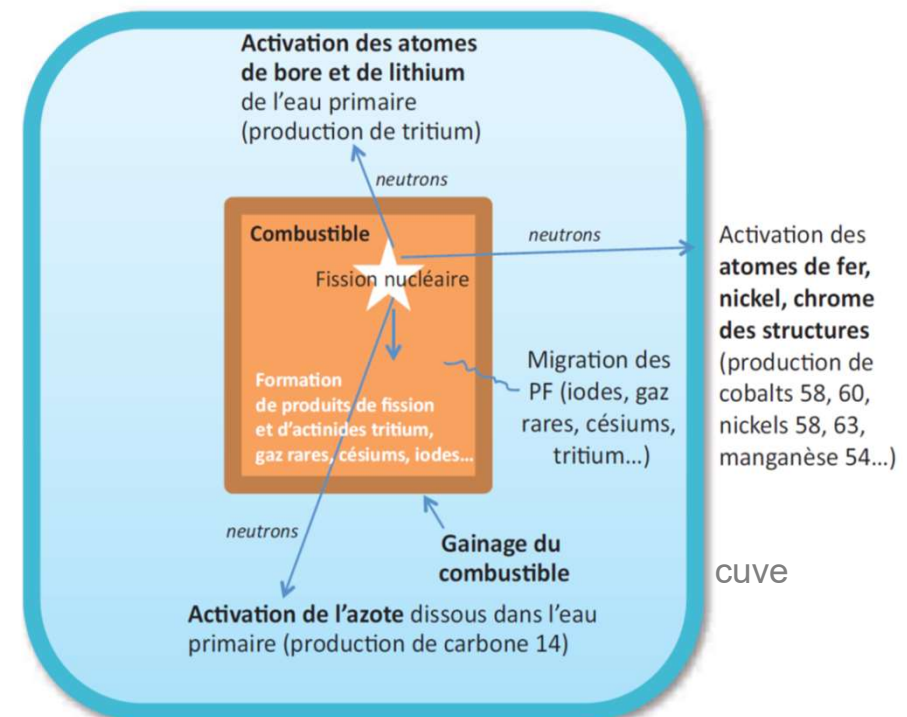 Activation des atomes
de bore et de lithium
de l'eau primaire
(production de tritium)
neutrons
Combustible
neutrons
Fission nucléaire
Activation des
atomes de fer,
nickel, chrome
des structures
(production de
cobalts 58, 60,
nickels 58, 63,
manganèse 54...)
Migration des
PF (iodes, gaz
rares, césiums,
tritium...)
Formation
de produits de fission
et d'actinides tritium,
gaz rares, césiums, iodes...
neutrons
Gainage du
combustible
cuve
Activation de l'azote dissous dans l'eau
primaire (production de carbone 14)